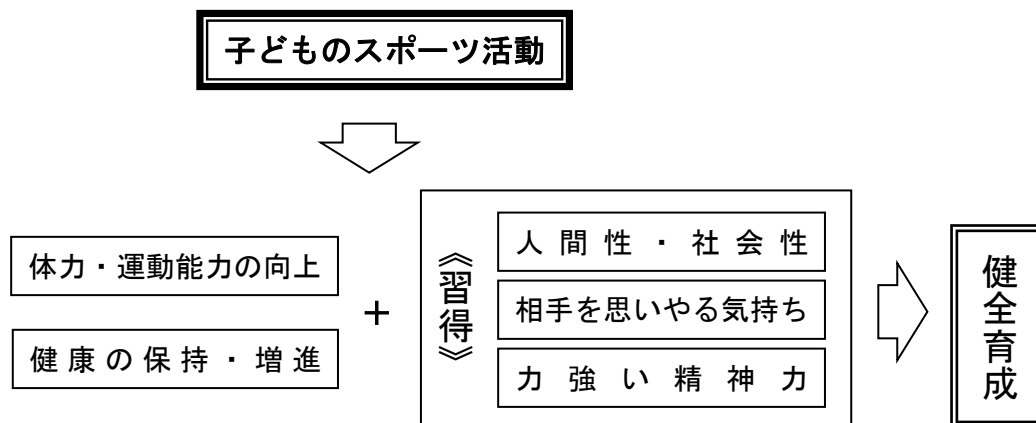 子どものスポーツ活動
体力・運動能力の向上
健康の保持・増進
+
《習得》
人間性・社会性
相手を思いやる気持ち
力強い精神力
健全育成